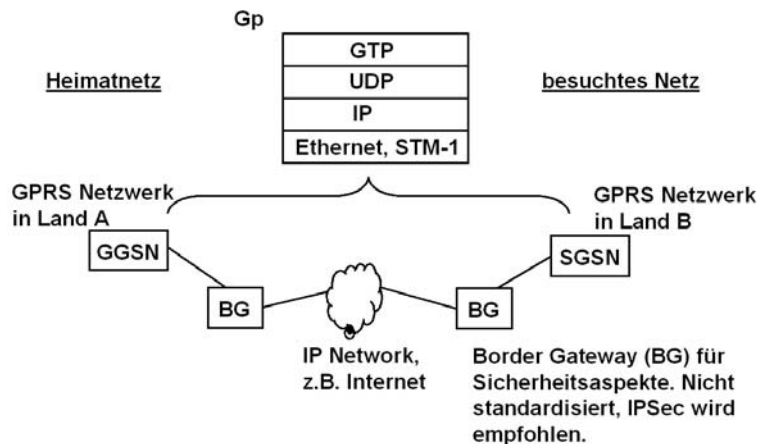 Gp
GTP
UDP
IP
Ethernet, STM-1
Heimatnetz
besuchtes Netz
GPRS Netzwerk
in Land A
GPRS Netzwerk
in Land B
GGSN
SGSN
BG
BG
IP Network,
z.B. Internet
Border Gateway (BG) für
Sicherheitsaspekte. Nicht
standardisiert, IPSec wird
empfohlen.